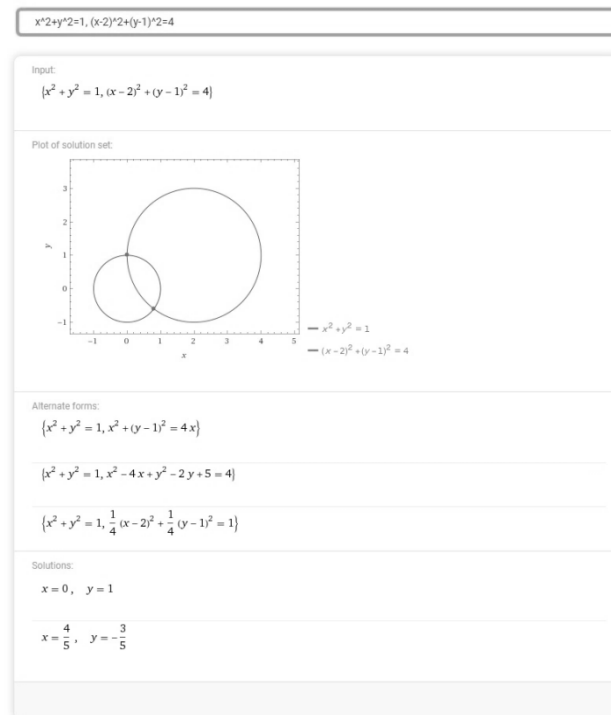 x^2+y^2=1, (x-2)^2+(y-1)^2=4
Input:
{x² + y² = 1, (x − 2)² + (y − 1)² = 4}
Plot of solution set:
3
2
1
0
−1
y
−1 0 1 2 3 4 5
x
— x² + y² = 1
— (x − 2)² + (y − 1)² = 4
Alternate forms:
{x² + y² = 1, x² + (y − 1)² = 4 x}
{x² + y² = 1, x² − 4 x + y² − 2 y + 5 = 4}
{x² + y² = 1, 1/4 (x − 2)² + 1/4 (y − 1)² = 1}
Solutions:
x = 0, y = 1
x = 4/5, y = −3/5